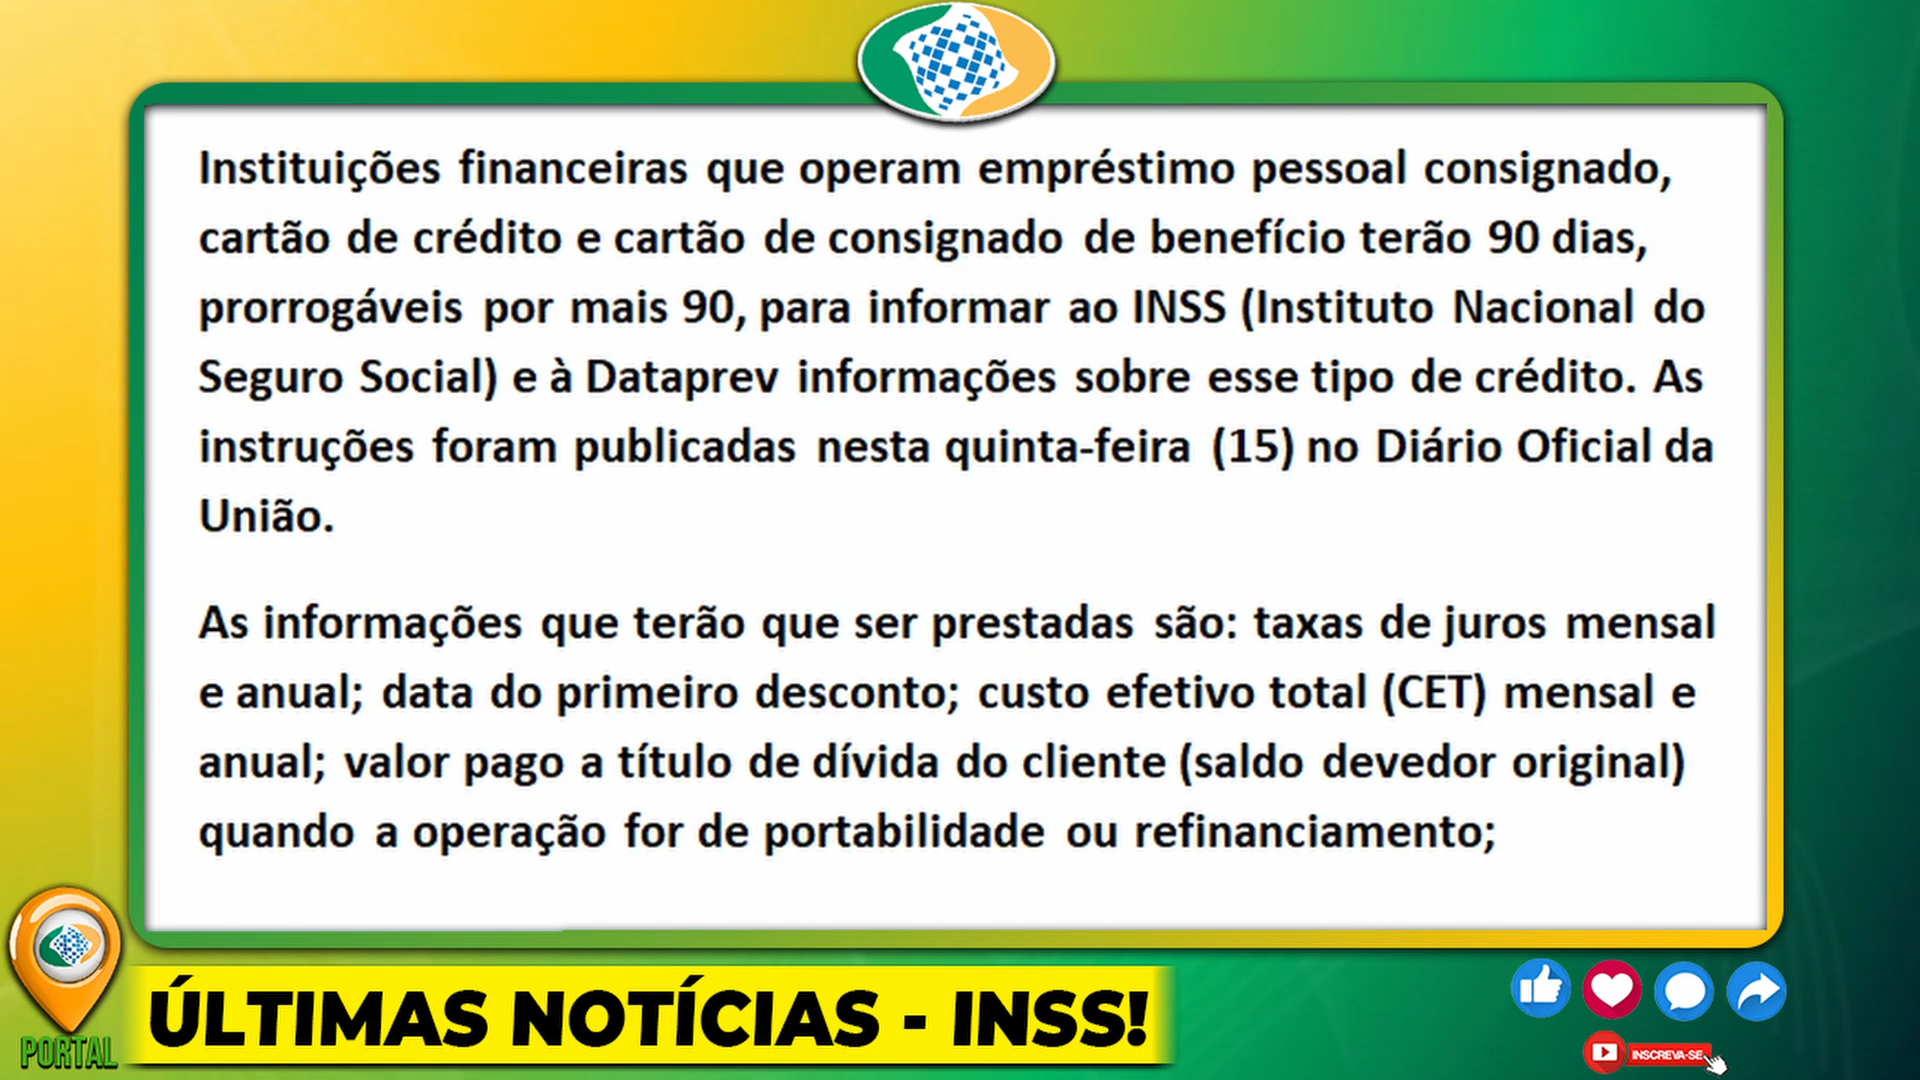 Instituições financeiras que operam empréstimo pessoal consignado,
cartão de crédito e cartão de consignado de benefício terão 90 dias,
prorrogáveis por mais 90, para informar ao INSS (Instituto Nacional do
Seguro Social) e à Dataprev informações sobre esse tipo de crédito. As
instruções foram publicadas nesta quinta-feira (15) no Diário Oficial da
União.
As informações que terão que ser prestadas são: taxas de juros mensal
e anual; data do primeiro desconto; custo efetivo total (CET) mensal e
anual; valor pago a título de dívida do cliente (saldo devedor original)
quando a operação for de portabilidade ou refinanciamento;
ÚLTIMAS NOTÍCIAS - INSS!
PORTAL
INSCREVA-SE